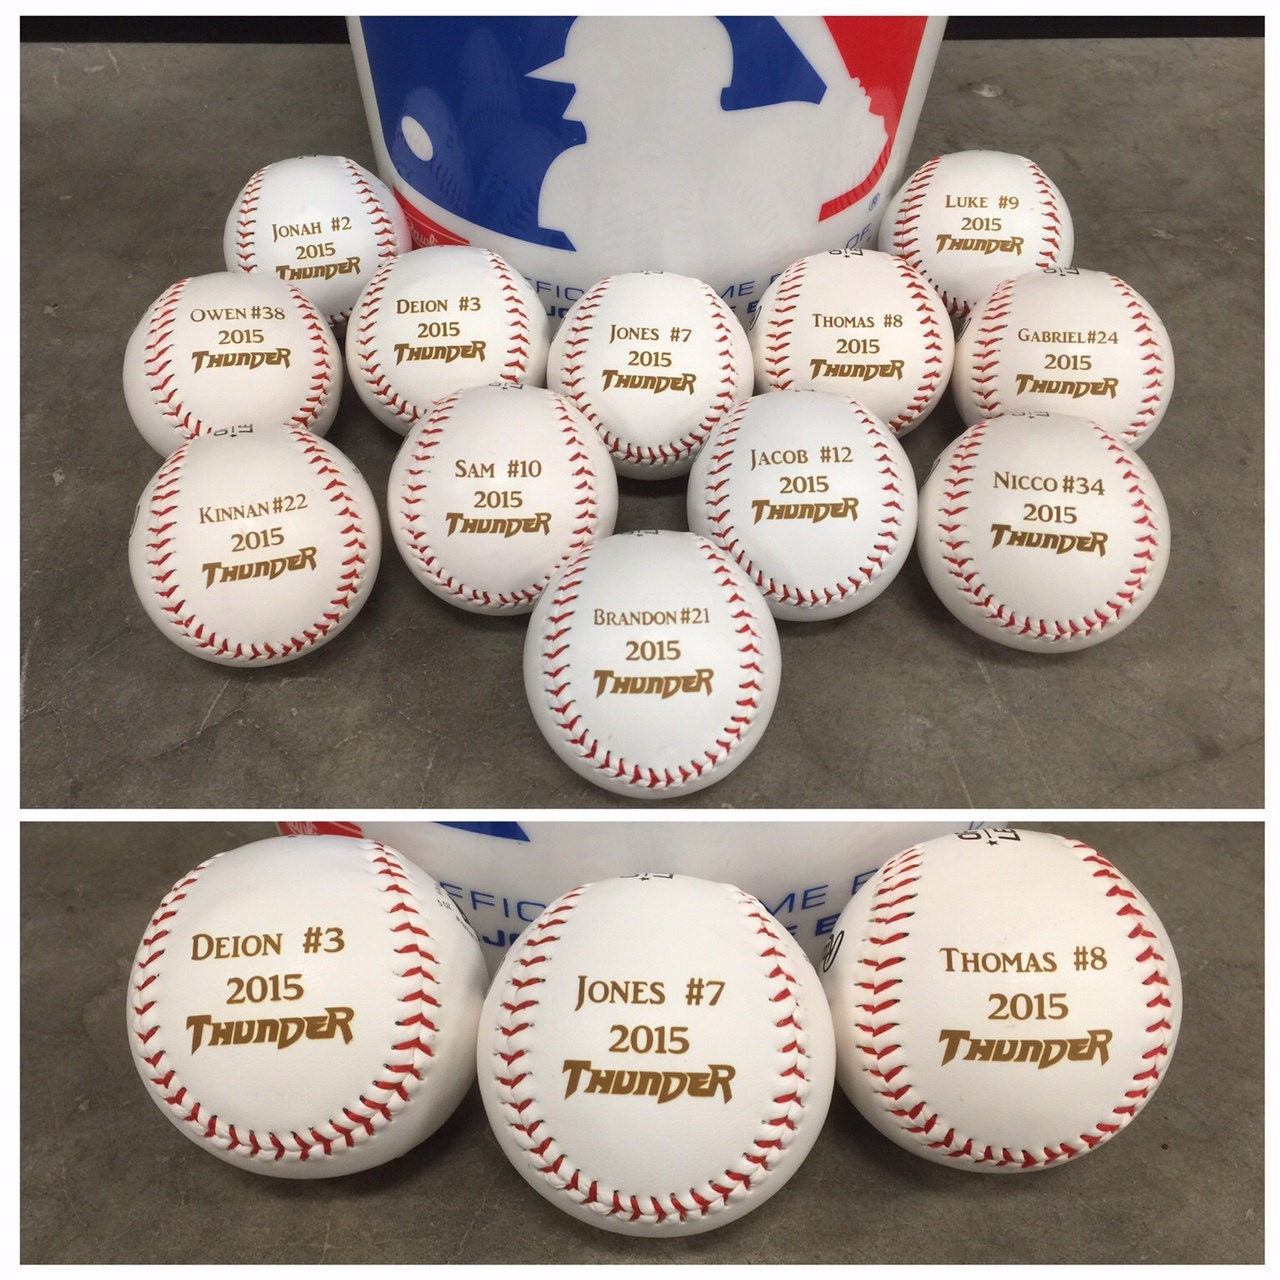 JONAH #2
2015
THUNDER
LUKE #9
2015
THUNDER
OWEN #38
2015
THUNDER
DEION #3
2015
THUNDER
JONES #7
2015
THUNDER
THOMAS #8
2015
THUNDER
GABRIEL #24
2015
THUNDER
KINNAN #22
2015
THUNDER
SAM #10
2015
THUNDER
JACOB #12
2015
THUNDER
NICCO #34
2015
THUNDER
BRANDON #21
2015
THUNDER
DEION #3
2015
THUNDER
JONES #7
2015
THUNDER
THOMAS #8
2015
THUNDER